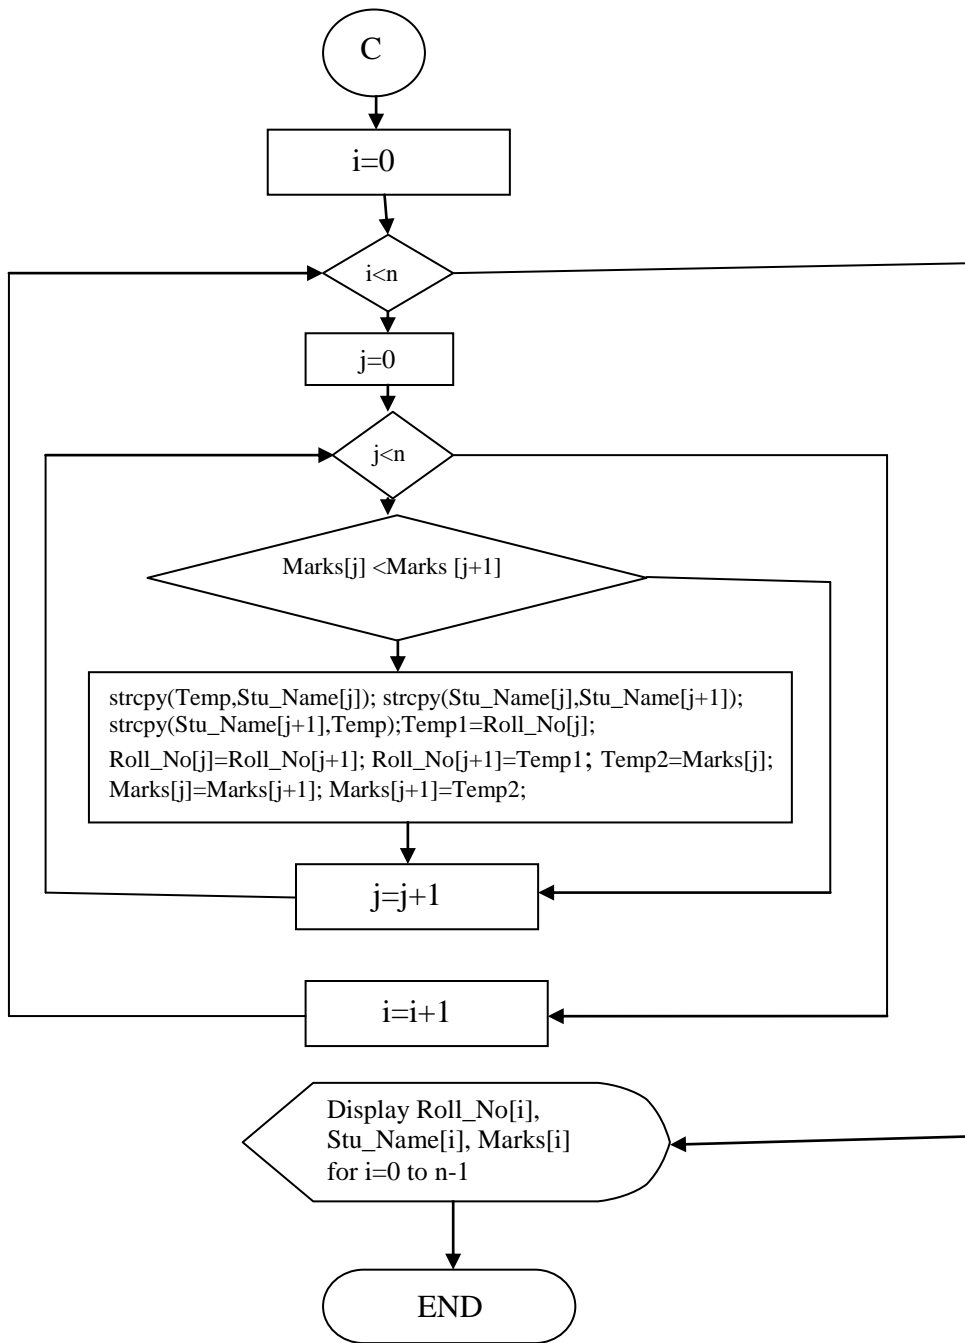 C
i=0
i<n
j=0
j<n
Marks[j] <Marks [j+1]
strcpy(Temp,Stu_Name[j]); strcpy(Stu_Name[j],Stu_Name[j+1]);
strcpy(Stu_Name[j+1],Temp);Temp1=Roll_No[j];
Roll_No[j]=Roll_No[j+1]; Roll_No[j+1]=Temp1; Temp2=Marks[j];
Marks[j]=Marks[j+1]; Marks[j+1]=Temp2;
j=j+1
i=i+1
Display Roll_No[i],
Stu_Name[i], Marks[i]
for i=0 to n-1
END